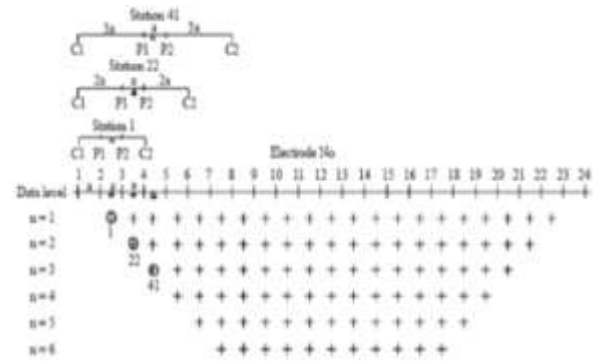 Station 41
3a a 3a
C1 P1 P2 C2
Station 22
2a a 2a
C1 P1 P2 C2
Station 1
C1 P1 P2 C2
Electrode No
1 2 3 4 5 6 7 8 9 10 11 12 13 14 15 16 17 18 19 20 21 22 23 24
Data level a
n=1
1
n=2
22
n=3
41
n=4
n=5
n=6